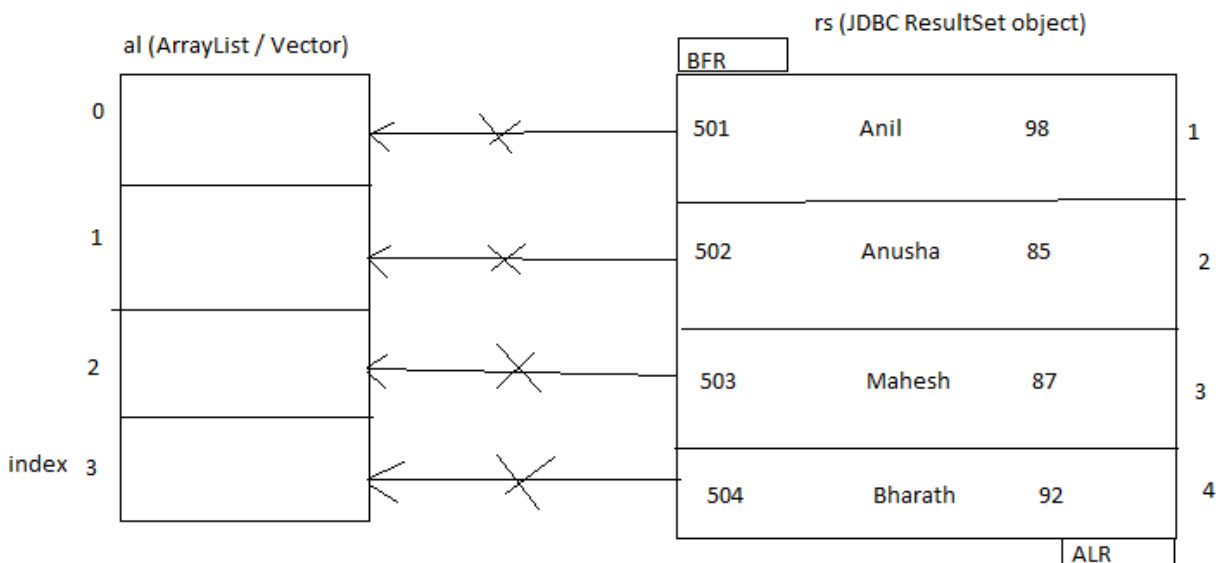 rs (JDBC ResultSet object)
al (ArrayList / Vector)
BFR
0
501 Anil 98 1
1
502 Anusha 85 2
2
503 Mahesh 87 3
index 3
504 Bharath 92 4
ALR